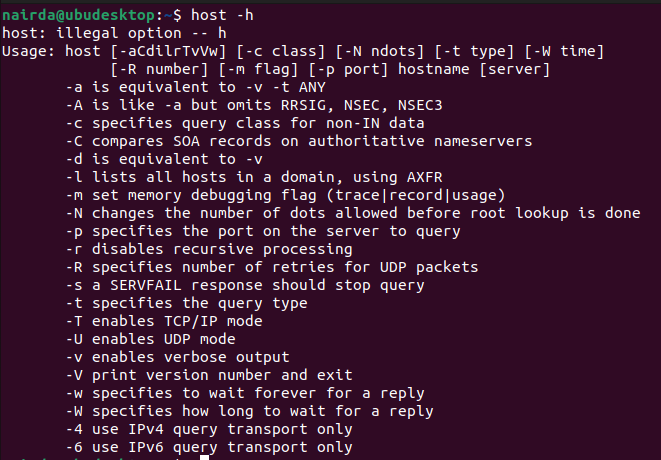 nairda@ubudesktop:~$ host -h
host: illegal option -- h
Usage: host [-aCdilrTvVw] [-c class] [-N ndots] [-t type] [-W time]
            [-R number] [-m flag] [-p port] hostname [server]
       -a is equivalent to -v -t ANY
       -A is like -a but omits RRSIG, NSEC, NSEC3
       -c specifies query class for non-IN data
       -C compares SOA records on authoritative nameservers
       -d is equivalent to -v
       -l lists all hosts in a domain, using AXFR
       -m set memory debugging flag (trace|record|usage)
       -N changes the number of dots allowed before root lookup is done
       -p specifies the port on the server to query
       -r disables recursive processing
       -R specifies number of retries for UDP packets
       -s a SERVFAIL response should stop query
       -t specifies the query type
       -T enables TCP/IP mode
       -U enables UDP mode
       -v enables verbose output
       -V print version number and exit
       -w specifies to wait forever for a reply
       -W specifies how long to wait for a reply
       -4 use IPv4 query transport only
       -6 use IPv6 query transport only